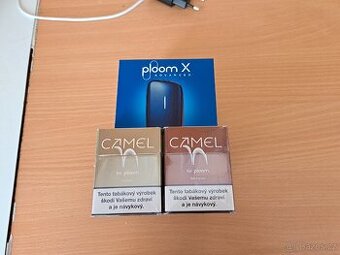 ploom X
ADVANCED
CAMEL
for ploom
Tento tabákový výrobek
škodí Vašemu zdraví
a je návykový.
CAMEL
for ploom
Tento tabákový výrobek
škodí Vašemu zdraví
a je návykový.